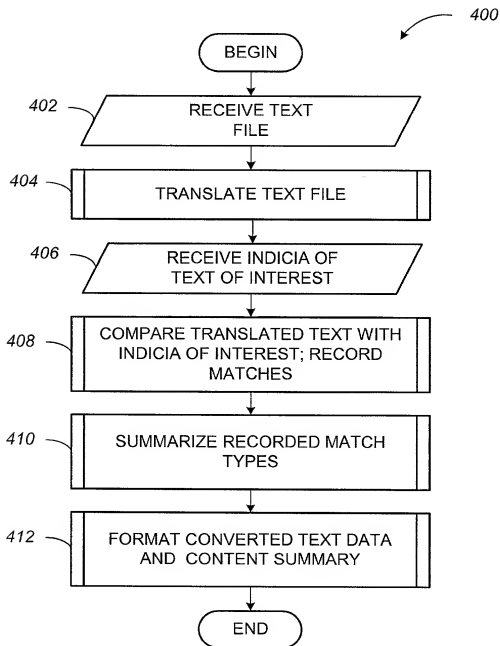 400
BEGIN
402
RECEIVE TEXT
FILE
404
TRANSLATE TEXT FILE
406
RECEIVE INDICIA OF
TEXT OF INTEREST
408
COMPARE TRANSLATED TEXT WITH
INDICIA OF INTEREST; RECORD
MATCHES
410
SUMMARIZE RECORDED MATCH
TYPES
412
FORMAT CONVERTED TEXT DATA
AND CONTENT SUMMARY
END